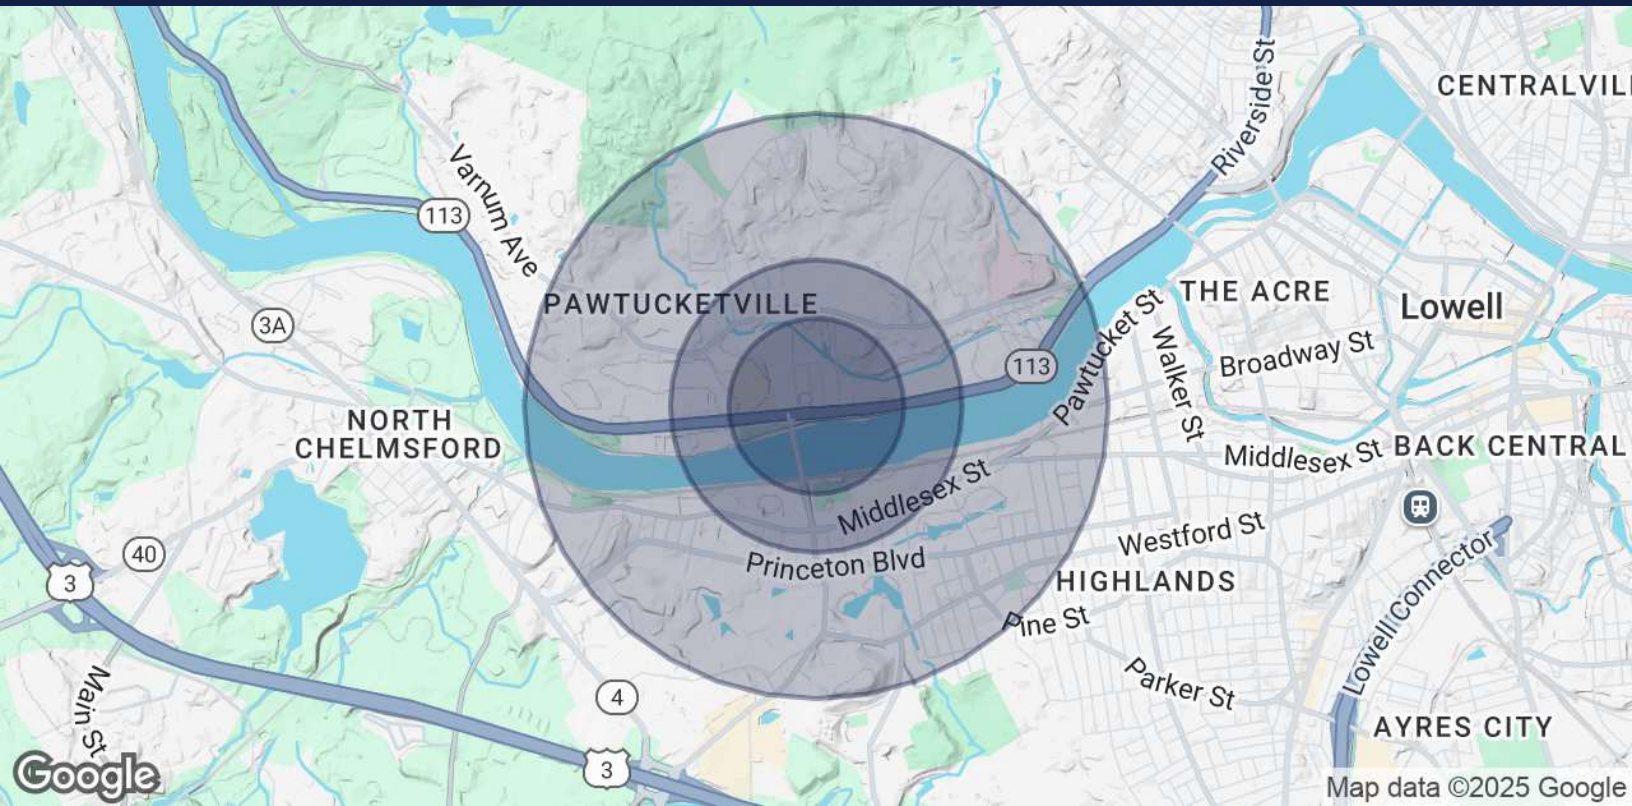 CENTRALVIL
Riverside St
Varnum Ave
113
PAWTUCKETVILLE
THE ACRE
Lowell
3A
Pawtucket St
Walker St
Broadway St
113
NORTH
CHELMSFORD
Middlesex St
BACK CENTRAL
Middlesex St
Westford St
Princeton Blvd
40
3
HIGHLANDS
Lowell Connector
Pine St
Parker St
Main St
4
AYRES CITY
3
Google
Map data ©2025 Google